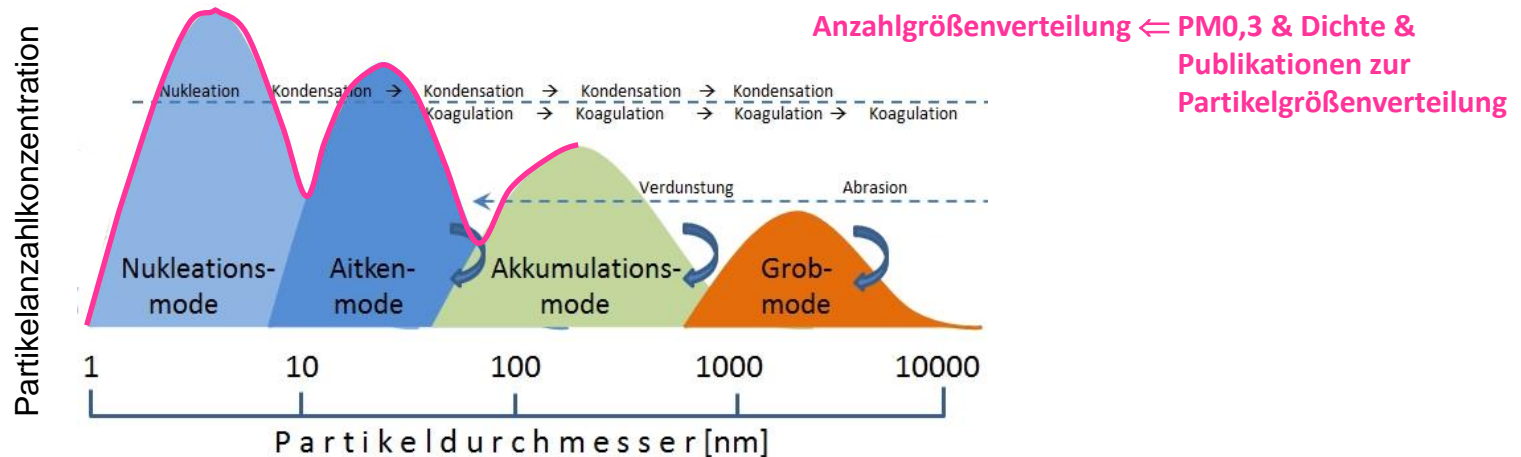 Anzahlgrößenverteilung ⇐ PM0,3 & Dichte &
Publikationen zur
Partikelgrößenverteilung
Partikelanzahlkonzentration
Nukleation Kondensation → Kondensation → Kondensation → Kondensation
Koagulation → Koagulation → Koagulation → Koagulation
Verdunstung Abrasion
Nukleations-
mode
Aitken-
mode
Akkumulations-
mode
Grob-
mode
1 10 100 1000 10000
Partikeldurchmesser [nm]